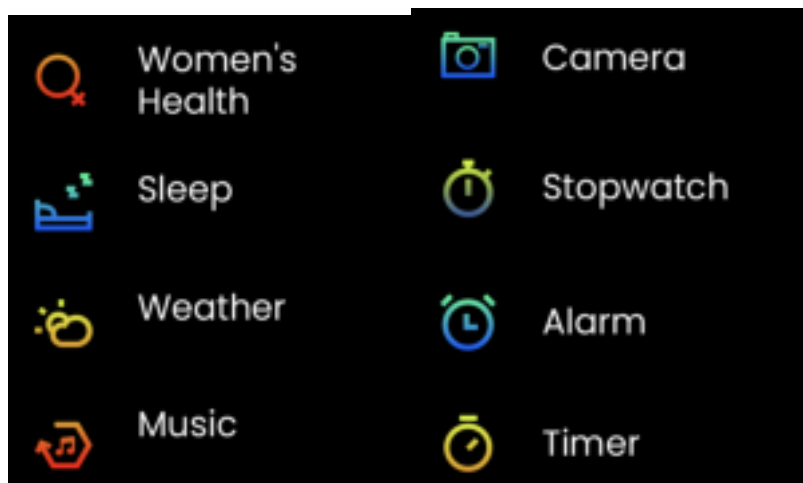 Women's
Health
Sleep
Weather
Music
Camera
Stopwatch
Alarm
Timer